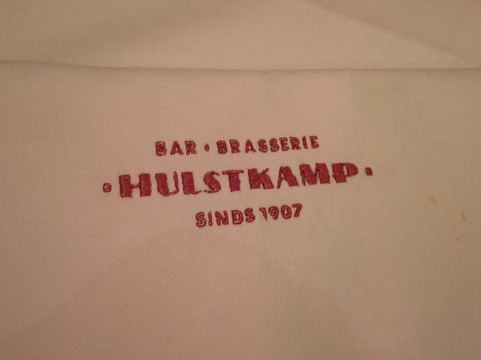 BAR • BRASSERIE
• HULSTKAMP •
SINDS 1907